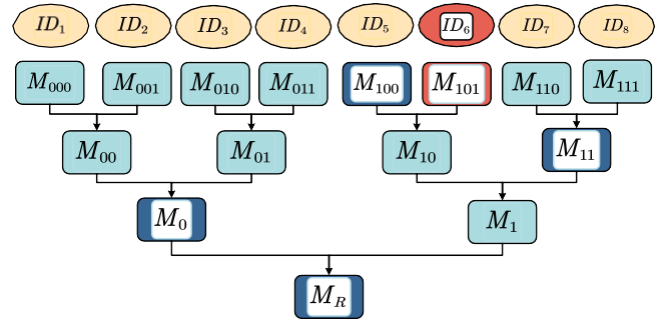 ID₁ ID₂ ID₃ ID₄ ID₅ ID₆ ID₇ ID₈
M₀₀₀ M₀₀₁ M₀₁₀ M₀₁₁ M₁₀₀ M₁₀₁ M₁₁₀ M₁₁₁
M₀₀ M₀₁ M₁₀ M₁₁
M₀ M₁
M_R